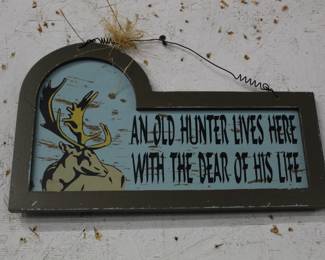 AN OLD HUNTER LIVES HERE
WITH THE DEAR OF HIS LIFE